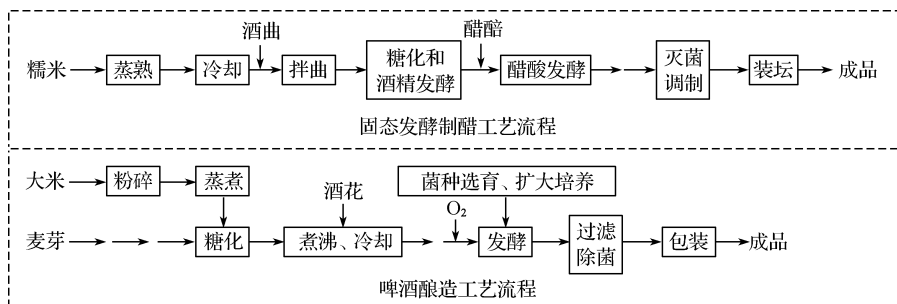 酒曲 醋醅
糯米 蒸熟 冷却 拌曲 糖化和 醋酸发酵 灭菌 装坛 成品
酒精发酵 调制
固态发酵制醋工艺流程
大米 粉碎 蒸煮 菌种选育、扩大培养
酒花 O₂
麦芽 糖化 煮沸、冷却 发酵 过滤 包装 成品
除菌
啤酒酿造工艺流程